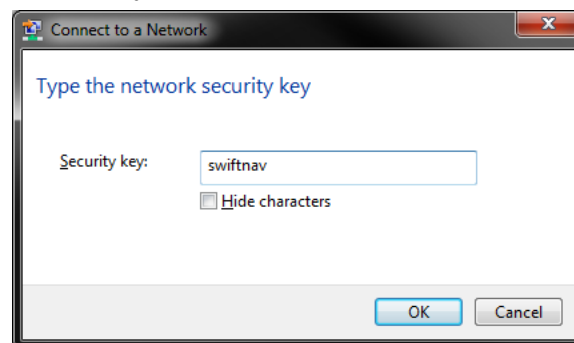 Connect to a Network
Type the network security key
Security key: swiftnav
Hide characters
OK Cancel